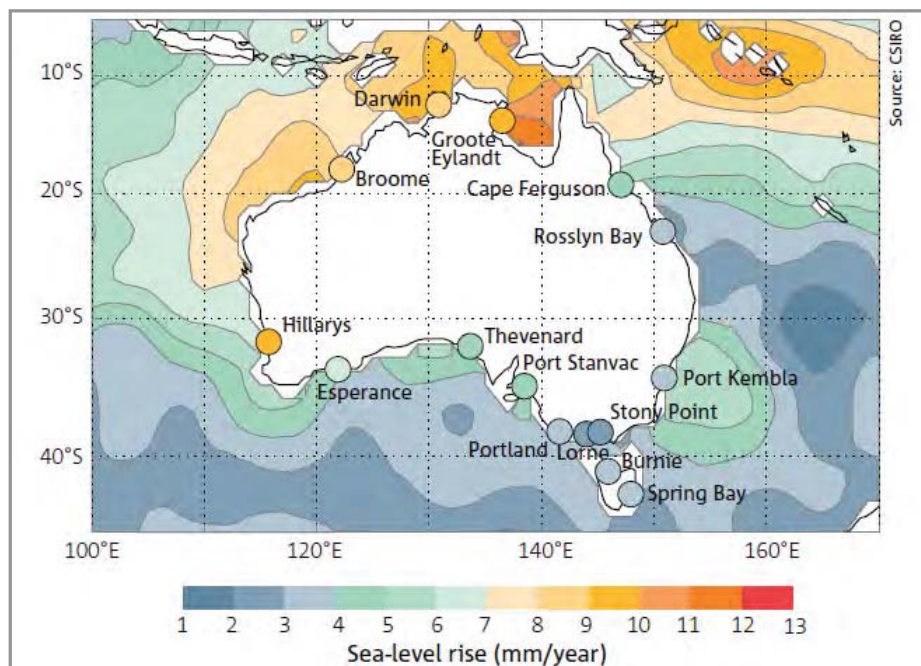 Source: CSIRO
10°S
20°S
30°S
40°S
Darwin
Groote
Eylandt
Broome
Cape Ferguson
Rosslyn Bay
Hillarys
Thevenard
Port Stanvac
Esperance
Port Kembla
Stony Point
Portland
Lorne
Burnie
Spring Bay
100°E
120°E
140°E
160°E
1 2 3 4 5 6 7 8 9 10 11 12 13
Sea-level rise (mm/year)